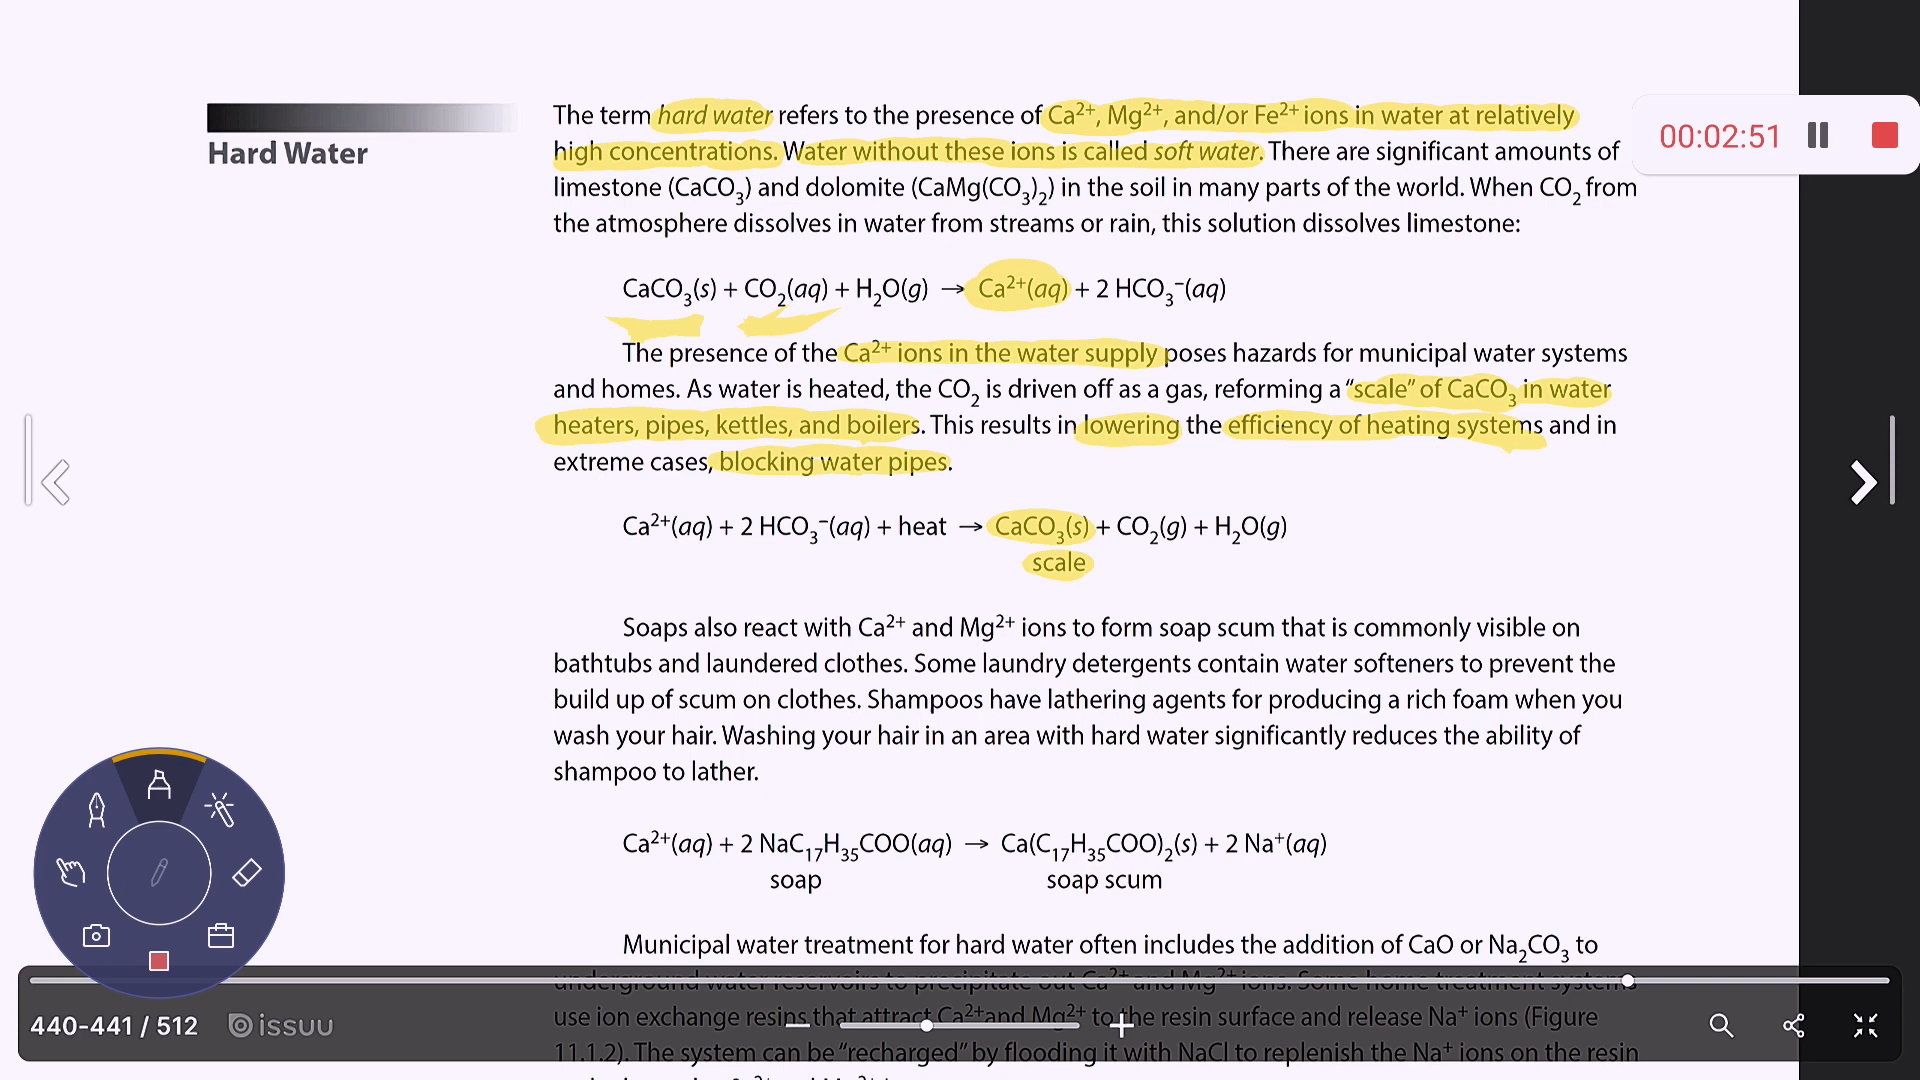 Hard Water
The term hard water refers to the presence of Ca²⁺, Mg²⁺, and/or Fe²⁺ ions in water at relatively
high concentrations. Water without these ions is called soft water. There are significant amounts of
limestone (CaCO₃) and dolomite (CaMg(CO₃)₂) in the soil in many parts of the world. When CO₂ from
the atmosphere dissolves in water from streams or rain, this solution dissolves limestone:
CaCO₃(s) + CO₂(aq) + H₂O(g) → Ca²⁺(aq) + 2 HCO₃⁻(aq)
The presence of the Ca²⁺ ions in the water supply poses hazards for municipal water systems
and homes. As water is heated, the CO₂ is driven off as a gas, reforming a “scale” of CaCO₃ in water
heaters, pipes, kettles, and boilers. This results in lowering the efficiency of heating systems and in
extreme cases, blocking water pipes.
Ca²⁺(aq) + 2 HCO₃⁻(aq) + heat → CaCO₃(s) + CO₂(g) + H₂O(g)
scale
Soaps also react with Ca²⁺ and Mg²⁺ ions to form soap scum that is commonly visible on
bathtubs and laundered clothes. Some laundry detergents contain water softeners to prevent the
build up of scum on clothes. Shampoos have lathering agents for producing a rich foam when you
wash your hair. Washing your hair in an area with hard water significantly reduces the ability of
shampoo to lather.
Ca²⁺(aq) + 2 NaC₁₇H₃₅COO(aq) → Ca(C₁₇H₃₅COO)₂(s) + 2 Na⁺(aq)
soap soap scum
Municipal water treatment for hard water often includes the addition of CaO or Na₂CO₃ to
underground water reservoirs to precipitate out Ca²⁺ and Mg²⁺ ions. Some home treatment systems
use ion exchange resins that attract Ca²⁺ and Mg²⁺ to the resin surface and release Na⁺ ions (Figure
11.1.2). The system can be “recharged” by flooding it with NaCl to replenish the Na⁺ ions on the resin
00:02:51
440-441 / 512
issuu